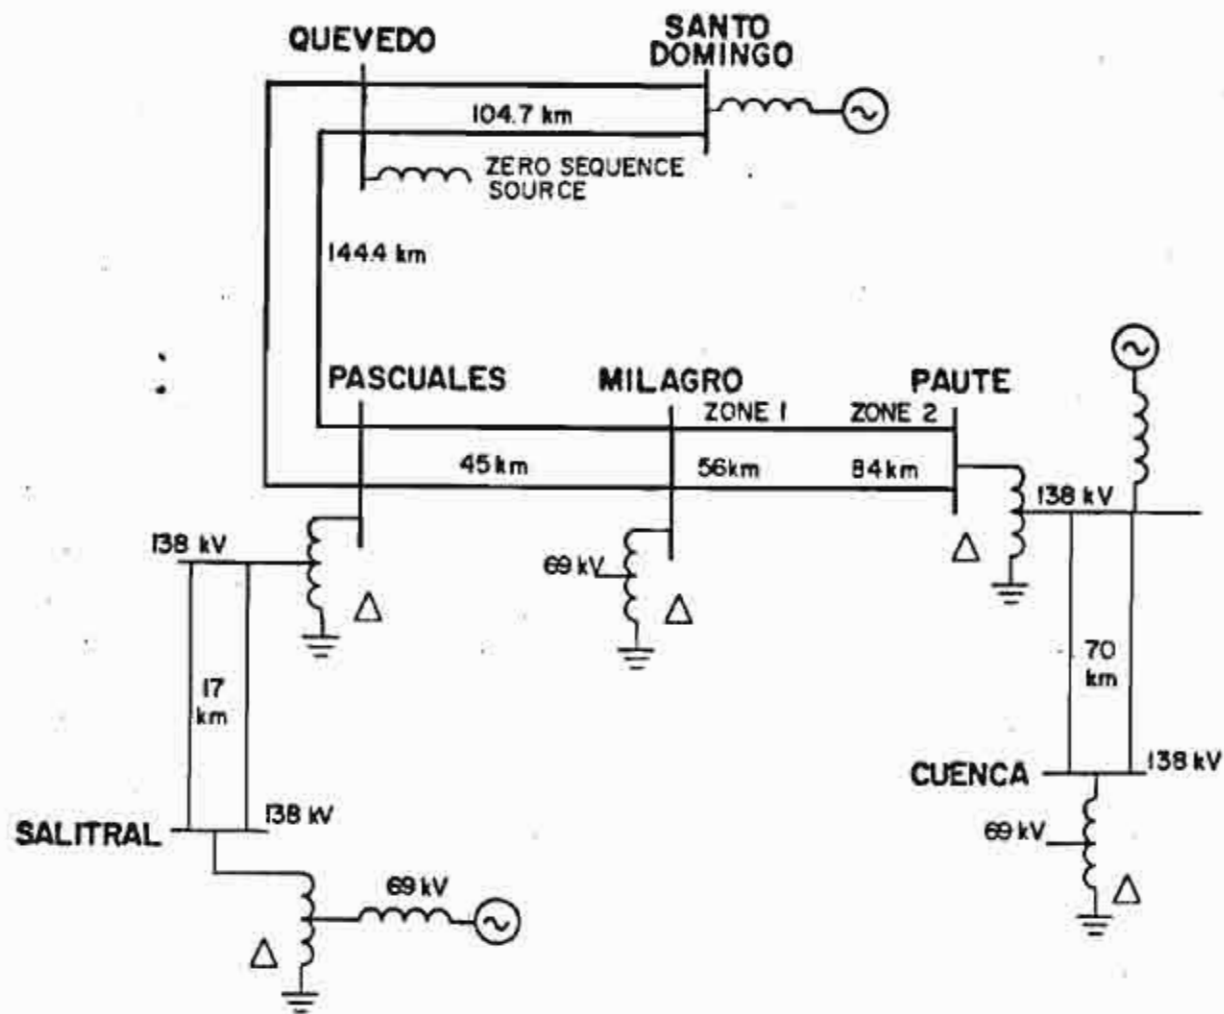 QUEVEDO
SANTO
DOMINGO
104.7 km
ZERO SEQUENCE
SOURCE
144.4 km
PASCUALES
MILAGRO
PAUTE
ZONE 1
ZONE 2
45 km
56km
84 km
138 kV
138 kV
69 kV
Δ
Δ
Δ
17
km
70
km
138 kV
CUENCA
138 kV
SALITRAL
69 kV
69 kV
Δ
Δ